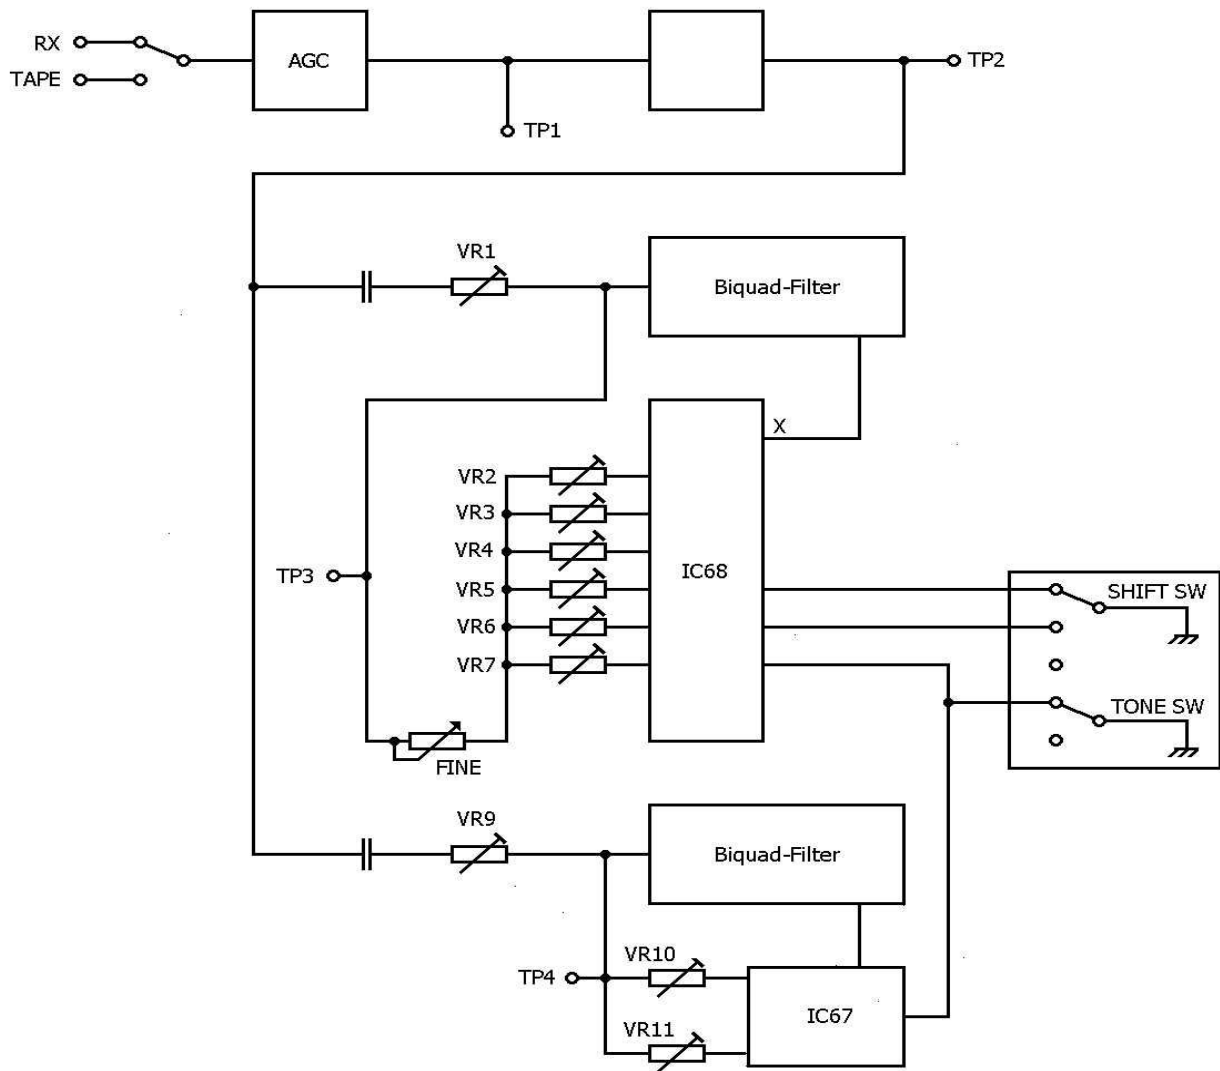 RX
AGC
TAPE
TP2
TP1
VR1
Biquad-Filter
X
VR2
VR3
VR4
TP3
IC68
VR5
SHIFT SW
VR6
VR7
TONE SW
FINE
VR9
Biquad-Filter
VR10
TP4
IC67
VR11